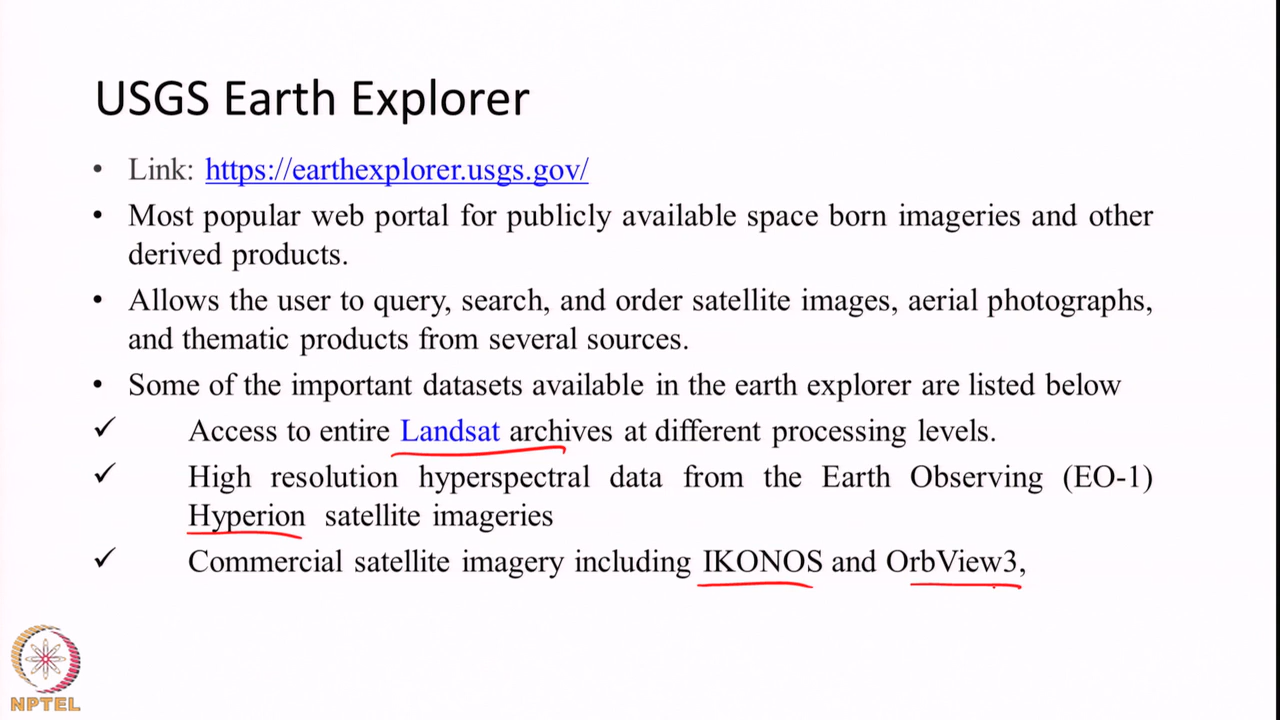 USGS Earth Explorer
• Link: https://earthexplorer.usgs.gov/
• Most popular web portal for publicly available space born imageries and other
derived products.
• Allows the user to query, search, and order satellite images, aerial photographs,
and thematic products from several sources.
• Some of the important datasets available in the earth explorer are listed below
✓ Access to entire Landsat archives at different processing levels.
✓ High resolution hyperspectral data from the Earth Observing (EO-1)
Hyperion satellite imageries
✓ Commercial satellite imagery including IKONOS and OrbView3,
NPTEL